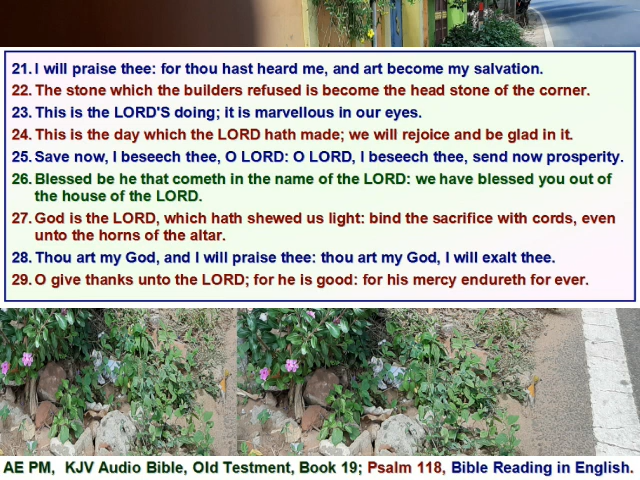 21. I will praise thee: for thou hast heard me, and art become my salvation.
22. The stone which the builders refused is become the head stone of the corner.
23. This is the LORD'S doing; it is marvellous in our eyes.
24. This is the day which the LORD hath made; we will rejoice and be glad in it.
25. Save now, I beseech thee, O LORD: O LORD, I beseech thee, send now prosperity.
26. Blessed be he that cometh in the name of the LORD: we have blessed you out of
the house of the LORD.
27. God is the LORD, which hath shewed us light: bind the sacrifice with cords, even
unto the horns of the altar.
28. Thou art my God, and I will praise thee: thou art my God, I will exalt thee.
29. O give thanks unto the LORD; for he is good: for his mercy endureth for ever.
AE PM, KJV Audio Bible, Old Testment, Book 19; Psalm 118, Bible Reading in English.